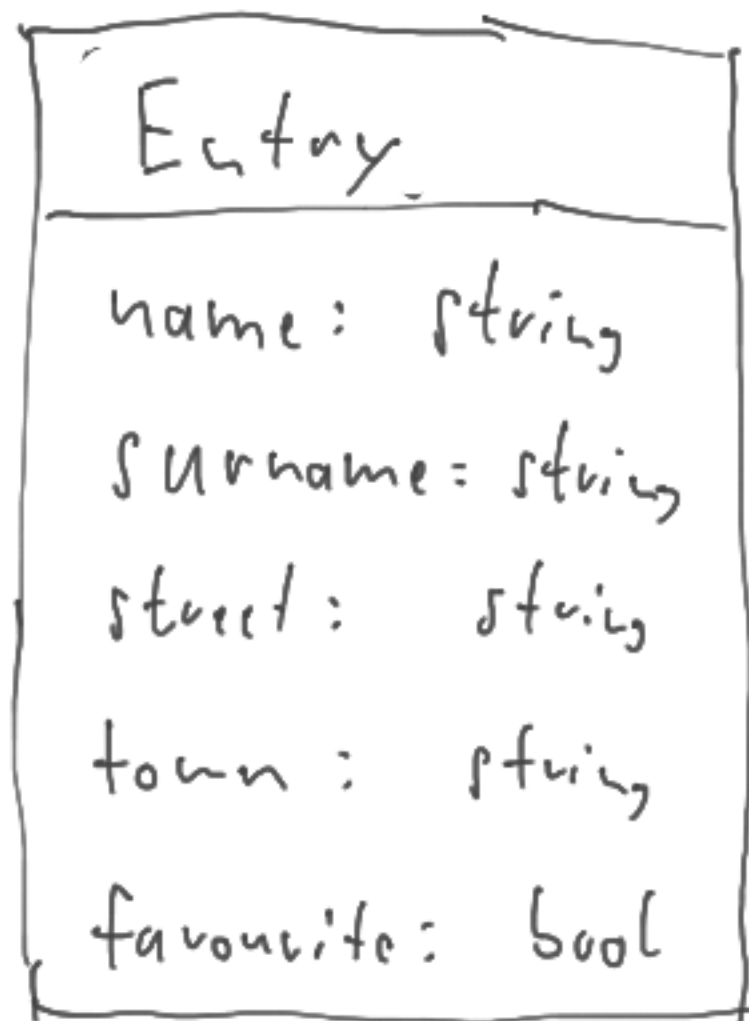 Entry
name: string
surname: string
street: string
town: string
favourite: bool